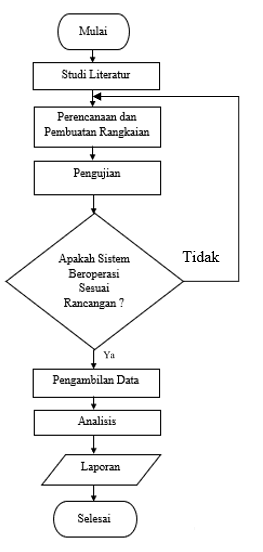 Mulai
Studi Literatur
Perencanaan dan
Pembuatan Rangkaian
Pengujian
Apakah Sistem
Beroperasi
Sesuai
Rancangan ?
Tidak
Ya
Pengambilan Data
Analisis
Laporan
Selesai